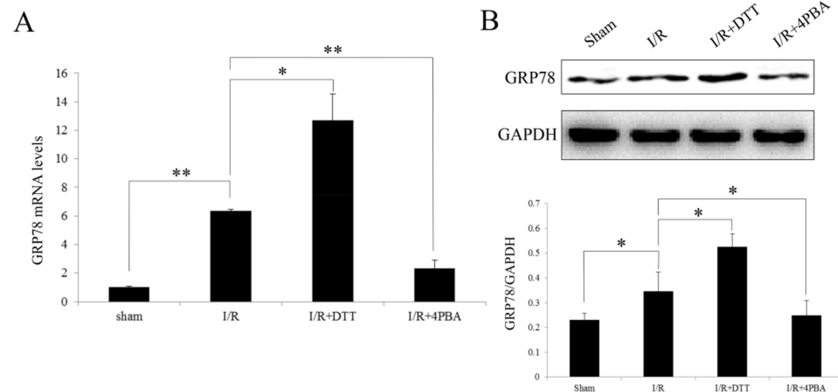 A
**
*
**
GRP78 mRNA levels
16
14
12
10
8
6
4
2
0
sham I/R I/R+DTT I/R+4PBA
B
Sham I/R I/R+DTT I/R+4PBA
GRP78
GAPDH
*
*
*
GRP78/GAPDH
0.7
0.6
0.5
0.4
0.3
0.2
0.1
0
Sham I/R I/R+DTT I/R+4PBA